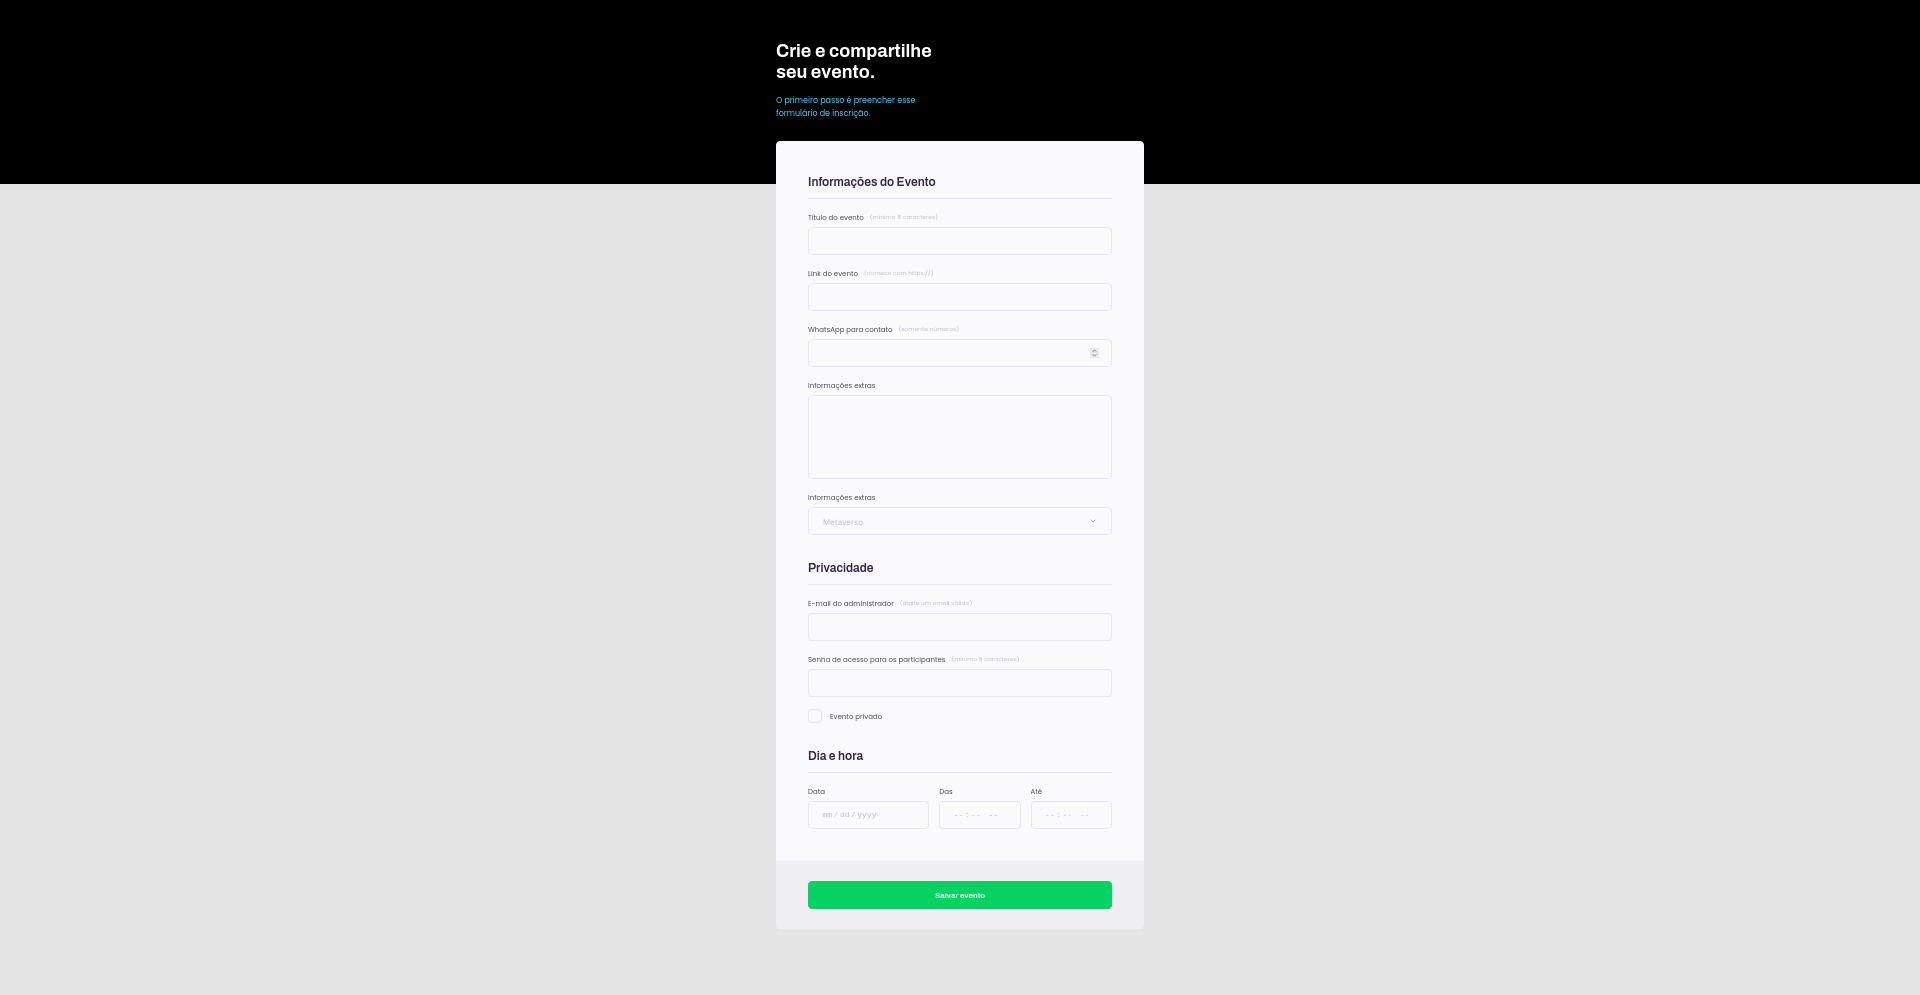 Crie e compartilhe
seu evento.
O primeiro passo é preencher esse
formulário de inscrição.
Informações do Evento
Título do evento (mínimo 8 caracteres)
Link do evento (comece com https://)
WhatsApp para contato (somente números)
Informações extras
Informações extras
Metaverso
Privacidade
E-mail do administrador (digite um email válido)
Senha de acesso para os participantes (mínimo 8 caracteres)
Evento privado
Dia e hora
Data Das Até
mm/dd/yyyy --:-- -- --:-- --
Salvar evento